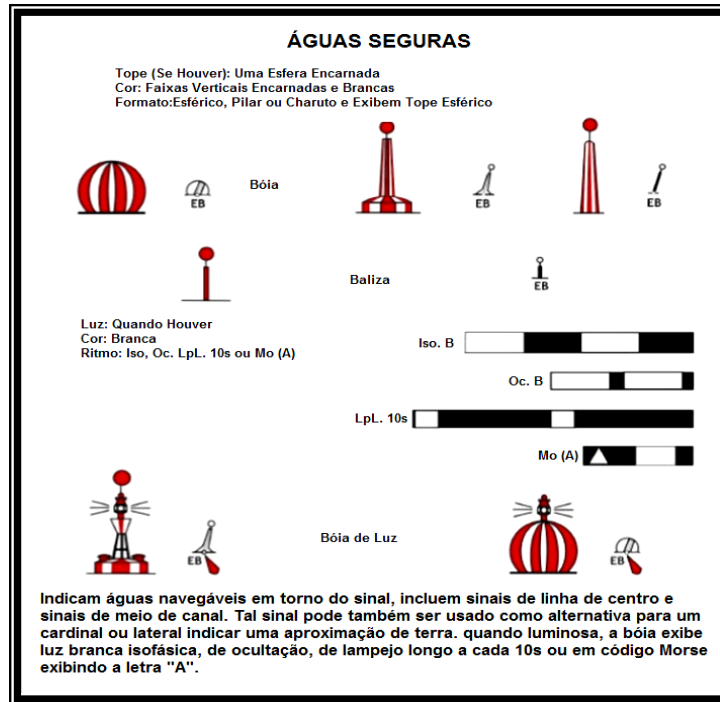 ÁGUAS SEGURAS
Tope (Se Houver): Uma Esfera Encarnada
Cor: Faixas Verticais Encarnadas e Brancas
Formato:Esférico, Pilar ou Charuto e Exibem Tope Esférico
EB
Bóia
EB
EB
Baliza
EB
Luz: Quando Houver
Cor: Branca
Ritmo: Iso, Oc. LpL. 10s ou Mo (A)
Iso. B
Oc. B
LpL. 10s
Mo (A)
EB
Bóia de Luz
EB
Indicam águas navegáveis em torno do sinal, incluem sinais de linha de centro e
sinais de meio de canal. Tal sinal pode também ser usado como alternativa para um
cardinal ou lateral indicar uma aproximação de terra. quando luminosa, a bóia exibe
luz branca isofásica, de ocultação, de lampejo longo a cada 10s ou em código Morse
exibindo a letra "A".